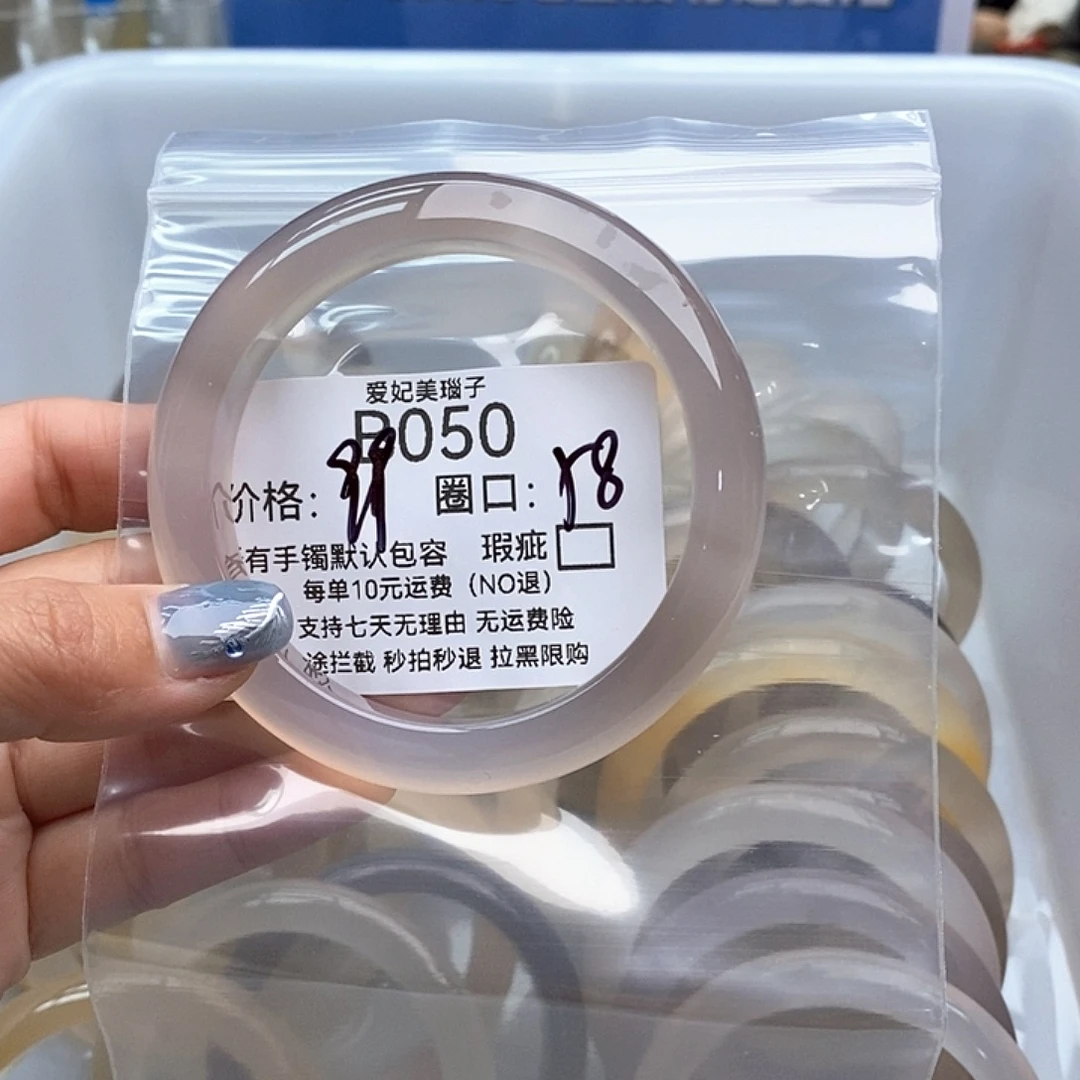 爱妃美瑙子
B050
价格：89 圈口：58
有手镯默认包容 瑕疵
每单10元运费（NO退）
支持七天无理由 无运费险
途拦截 秒拍秒退 拉黑限购